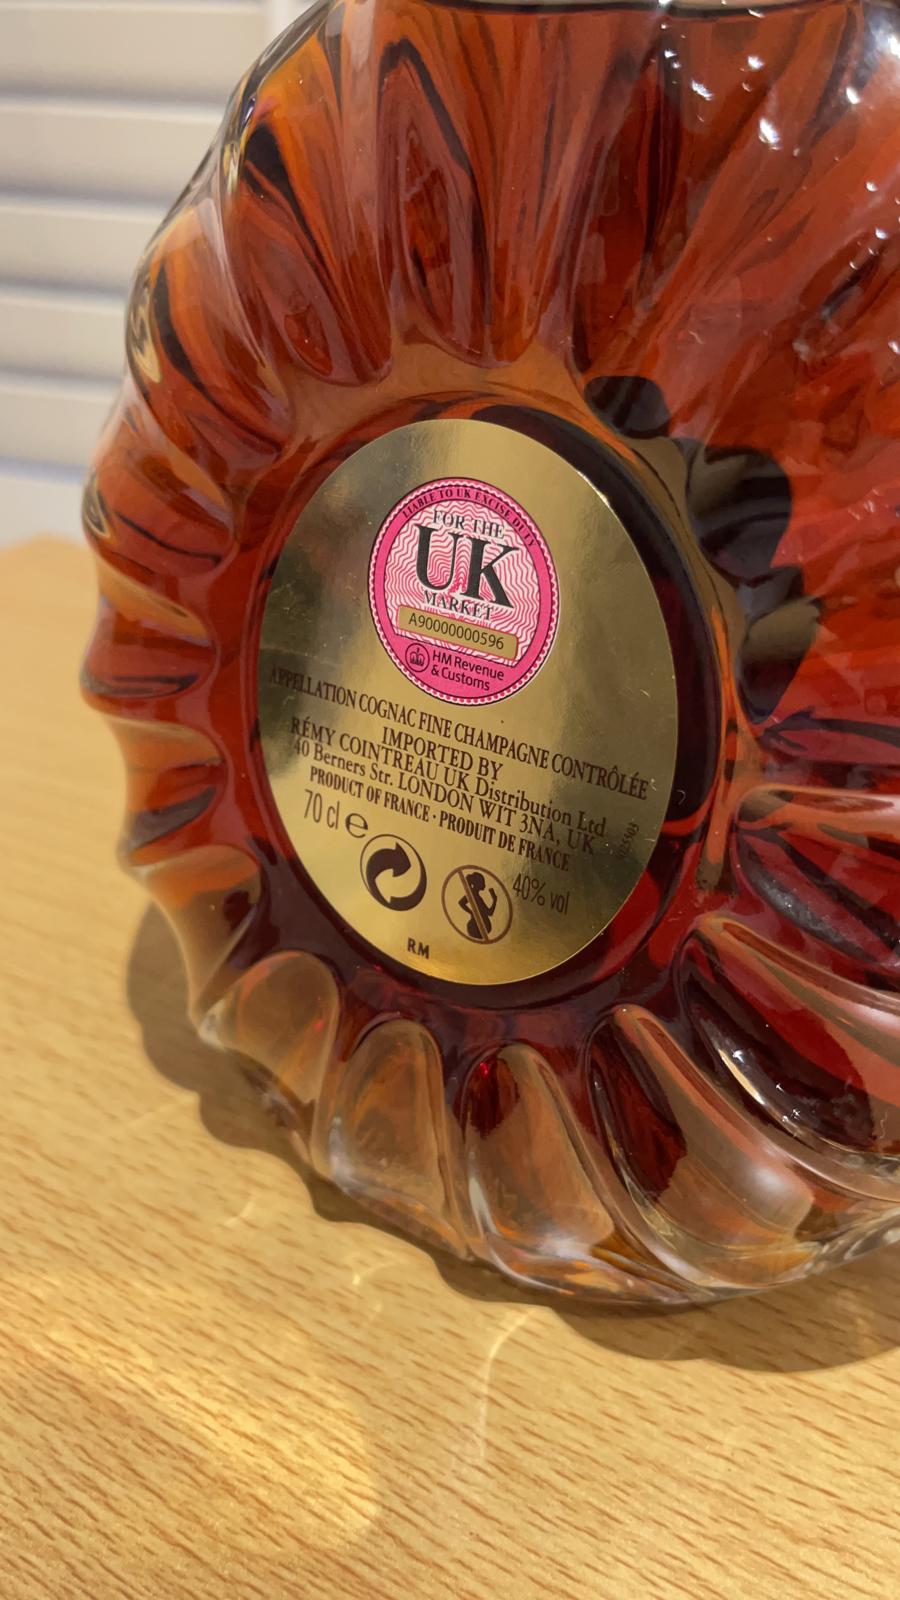 LIABLE TO UK EXCISE DUTY
FOR THE
UK
MARKET
A90000000596
HM Revenue
& Customs
APPELLATION COGNAC FINE CHAMPAGNE CONTRÔLÉE
IMPORTED BY
RÉMY COINTREAU UK Distribution Ltd
40 Berners Str. LONDON WIT 3NA, UK
PRODUCT OF FRANCE · PRODUIT DE FRANCE
70 cl e
40% vol
RM